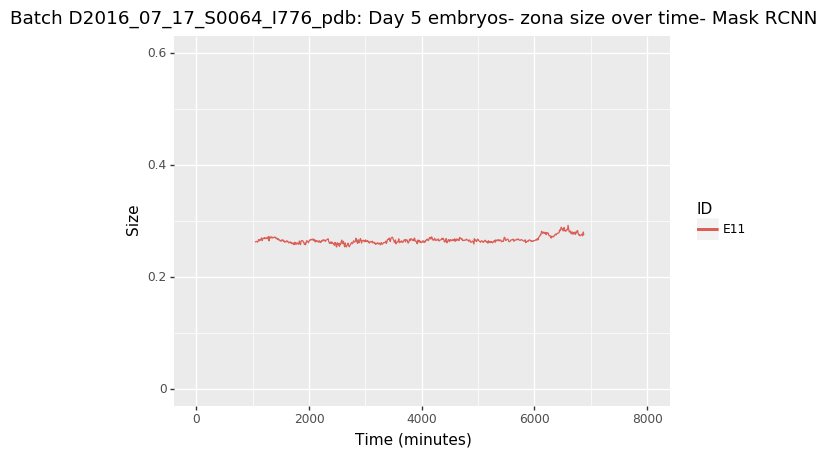 Batch D2016_07_17_S0064_I776_pdb: Day 5 embryos- zona size over time- Mask RCNN
0.6
0.4
0.2
0
Size
0
2000
4000
6000
8000
Time (minutes)
ID
E11